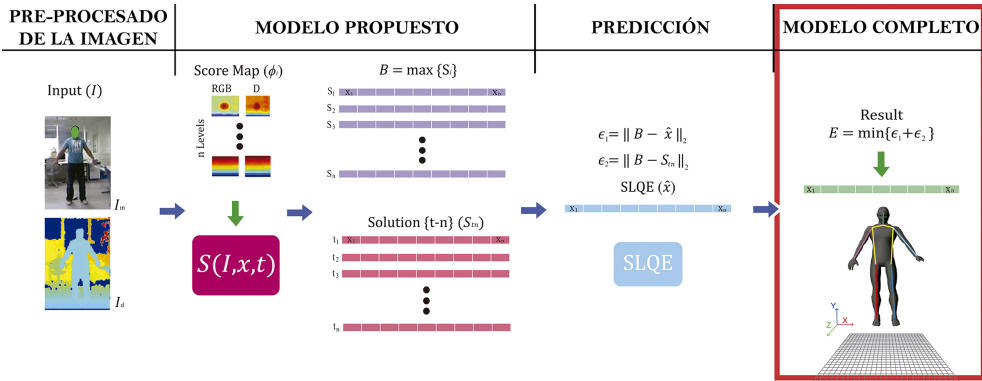 PRE-PROCESADO
DE LA IMAGEN
MODELO PROPUESTO
PREDICCIÓN
MODELO COMPLETO
Input (I)
Iₘ
I_d
Score Map (ϕᵢ)
RGB D
n Levels
S(I,x,t)
B = max {Sᵢ}
S₁ X₁ Xₙ
S₂
S₃
Sₙ
Solution {t-n} (Sₜₙ)
t₁ X₁ Xₙ
t₂
t₃
tₙ
ϵ₁= ∥ B − x̂ ∥₂
ϵ₂= ∥ B − Sₜₙ ∥₂
SLQE (x̂)
X₁ Xₙ
SLQE
Result
E = min{ϵ₁+ϵ₂ }
X₁ Xₙ
Y
Z X